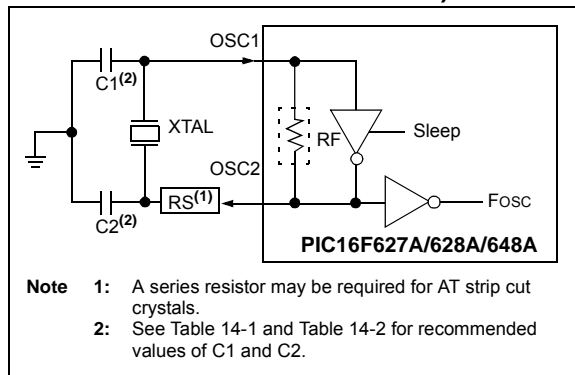 OSC1
C1(2)
XTAL
RF
Sleep
OSC2
RS(1)
C2(2)
FOSC
PIC16F627A/628A/648A
Note 1: A series resistor may be required for AT strip cut
crystals.
2: See Table 14-1 and Table 14-2 for recommended
values of C1 and C2.